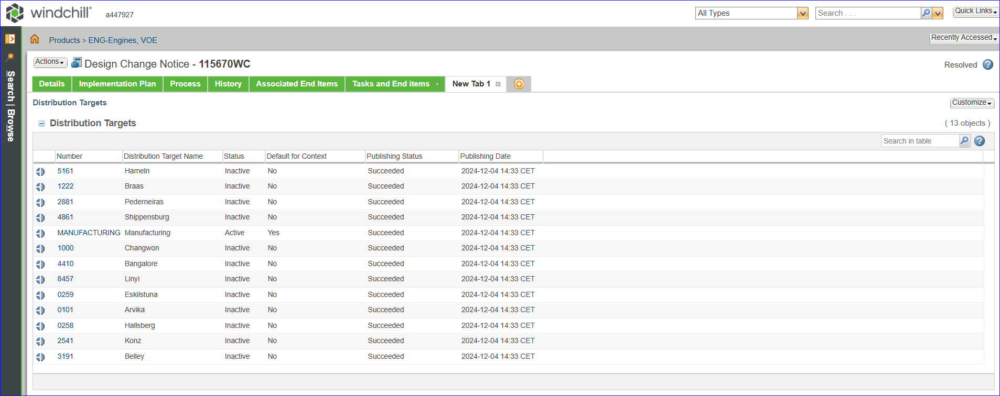 windchill a447927 All Types Search . . . Quick Links
Products > ENG-Engines, VOE Recently Accessed
Actions Design Change Notice - 115670WC Resolved
Details Implementation Plan Process History Associated End Items Tasks and End items New Tab 1
Search | Browse
Distribution Targets Customize
Distribution Targets ( 13 objects )
Search in table
Number Distribution Target Name Status Default for Context Publishing Status Publishing Date
5161 Hameln Inactive No Succeeded 2024-12-04 14:33 CET
1222 Braas Inactive No Succeeded 2024-12-04 14:33 CET
2881 Pederneiras Inactive No Succeeded 2024-12-04 14:33 CET
4861 Shippensburg Inactive No Succeeded 2024-12-04 14:33 CET
MANUFACTURING Manufacturing Active Yes Succeeded 2024-12-04 14:33 CET
1000 Changwon Inactive No Succeeded 2024-12-04 14:33 CET
4410 Bangalore Inactive No Succeeded 2024-12-04 14:33 CET
8457 Linyi Inactive No Succeeded 2024-12-04 14:33 CET
0259 Eskilstuna Inactive No Succeeded 2024-12-04 14:33 CET
0101 Arvika Inactive No Succeeded 2024-12-04 14:33 CET
0258 Hallsberg Inactive No Succeeded 2024-12-04 14:33 CET
2541 Konz Inactive No Succeeded 2024-12-04 14:33 CET
3191 Belley Inactive No Succeeded 2024-12-04 14:33 CET